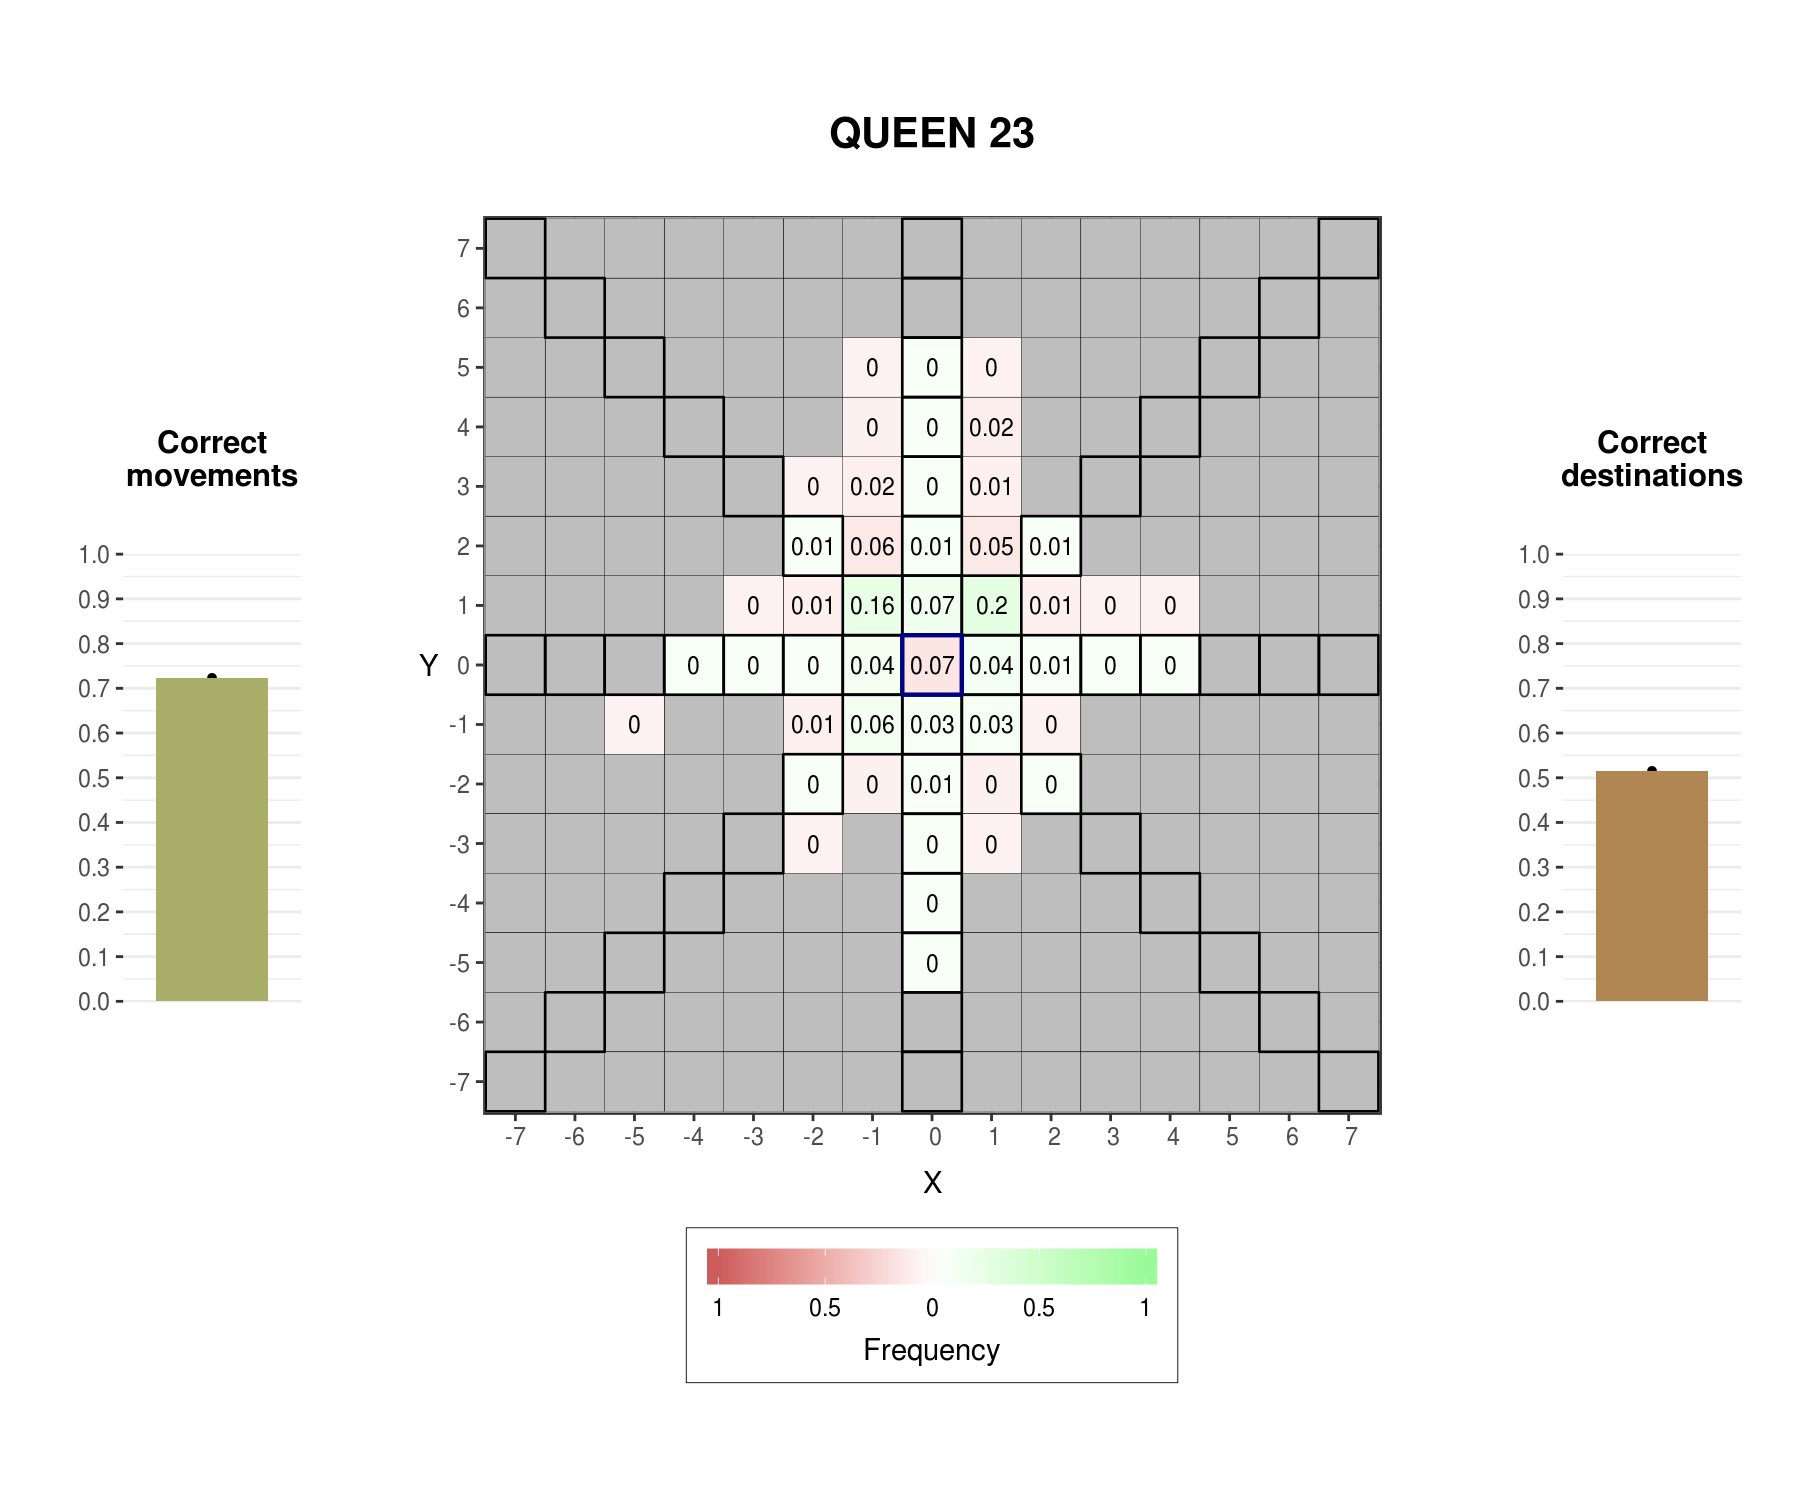 QUEEN 23
Correct
movements
1.0
0.9
0.8
0.7
0.6
0.5
0.4
0.3
0.2
0.1
0.0
Y
7
6
5 0 0 0
4 0 0 0.02
3 0 0.02 0 0.01
2 0.01 0.06 0.01 0.05 0.01
1 0 0.01 0.16 0.07 0.2 0.01 0 0
0 0 0 0 0.04 0.07 0.04 0.01 0 0
-1 0 0.01 0.06 0.03 0.03 0
-2 0 0 0.01 0 0
-3 0 0 0
-4 0
-5 0
-6
-7
-7 -6 -5 -4 -3 -2 -1 0 1 2 3 4 5 6 7
X
1 0.5 0 0.5 1
Frequency
Correct
destinations
1.0
0.9
0.8
0.7
0.6
0.5
0.4
0.3
0.2
0.1
0.0